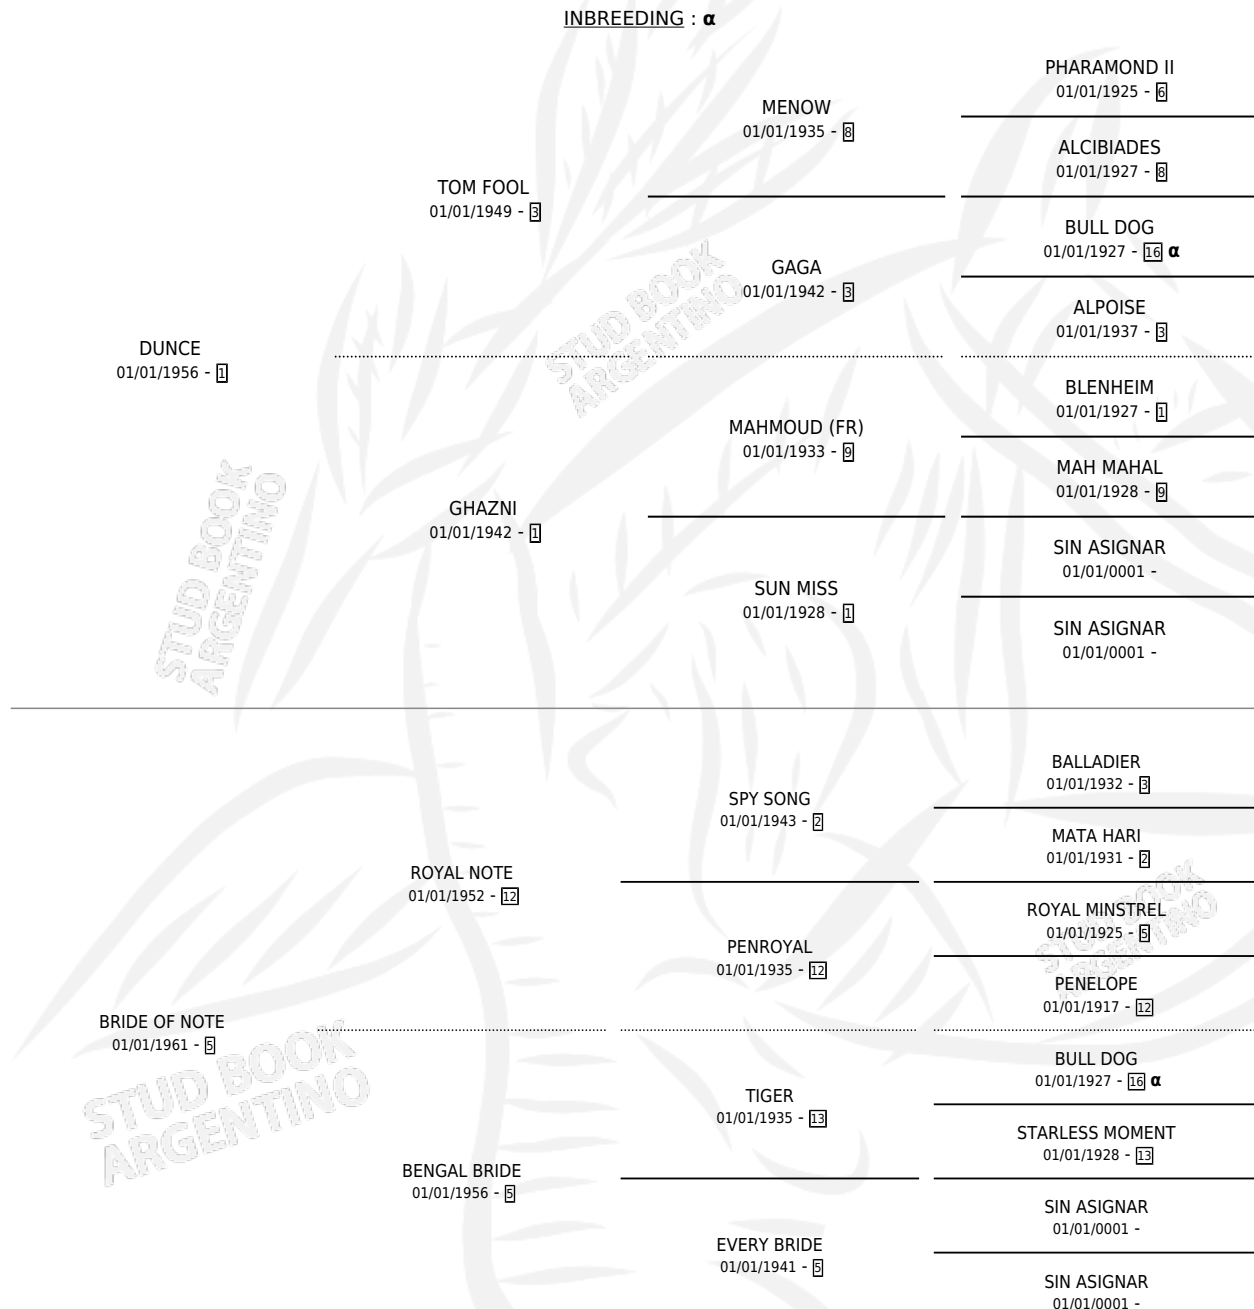 INBREEDING : α
PHARAMOND II
01/01/1925 - 6
MENOW
01/01/1935 - 8
ALCIBIADES
01/01/1927 - 8
TOM FOOL
01/01/1949 - 3
BULL DOG
01/01/1927 - 16 α
GAGA
01/01/1942 - 3
ALPOISE
01/01/1937 - 3
DUNCE
01/01/1956 - 1
BLENHEIM
01/01/1927 - 1
MAHMOUD (FR)
01/01/1933 - 9
MAH MAHAL
01/01/1928 - 9
GHAZNI
01/01/1942 - 1
SIN ASIGNAR
01/01/0001 -
SUN MISS
01/01/1928 - 1
SIN ASIGNAR
01/01/0001 -
BALLADIER
01/01/1932 - 3
SPY SONG
01/01/1943 - 2
MATA HARI
01/01/1931 - 2
ROYAL NOTE
01/01/1952 - 12
ROYAL MINSTREL
01/01/1925 - 5
PENROYAL
01/01/1935 - 12
PENELOPE
01/01/1917 - 12
BRIDE OF NOTE
01/01/1961 - 5
BULL DOG
01/01/1927 - 16 α
TIGER
01/01/1935 - 13
STARLESS MOMENT
01/01/1928 - 13
BENGAL BRIDE
01/01/1956 - 5
SIN ASIGNAR
01/01/0001 -
EVERY BRIDE
01/01/1941 - 5
SIN ASIGNAR
01/01/0001 -
STUD BOOK
ARGENTINO
STUD BOOK
ARGENTINO
STUD BOOK
ARGENTINO
STUD BOOK
ARGENTINO